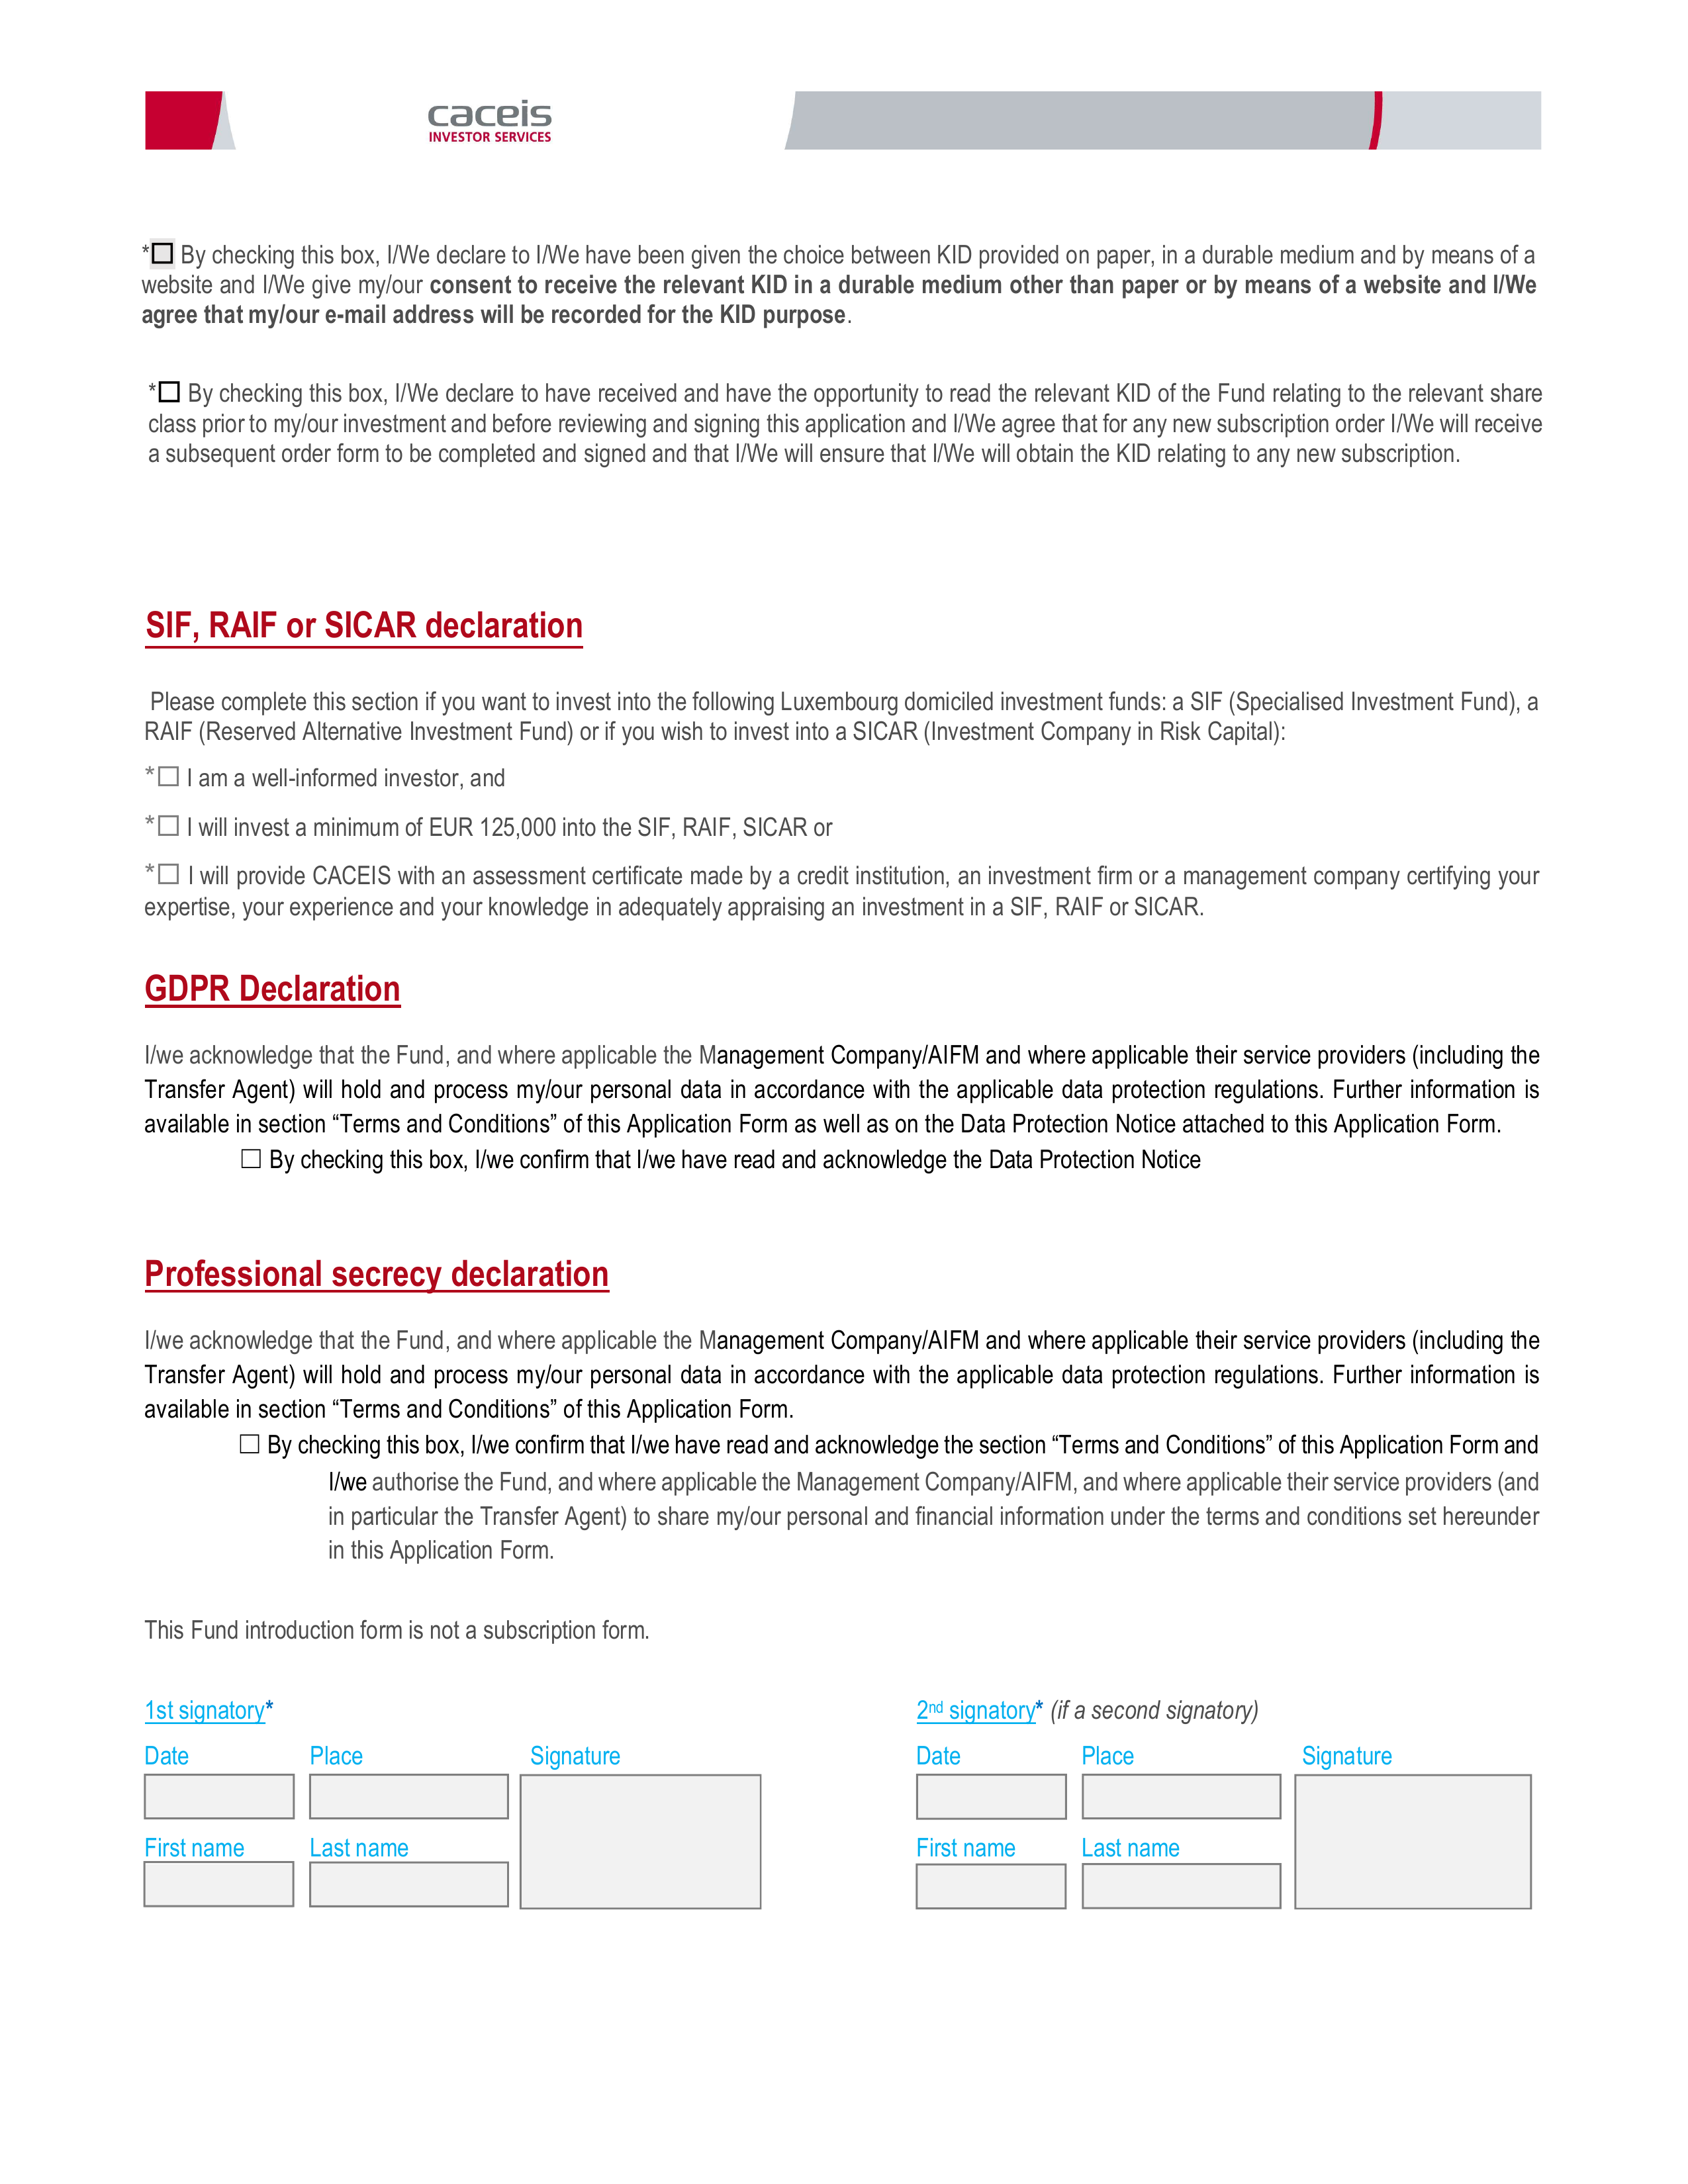 caceis
INVESTOR SERVICES
*☐ By checking this box, I/We declare to I/We have been given the choice between KID provided on paper, in a durable medium and by means of a
website and I/We give my/our consent to receive the relevant KID in a durable medium other than paper or by means of a website and I/We
agree that my/our e-mail address will be recorded for the KID purpose.
*☐ By checking this box, I/We declare to have received and have the opportunity to read the relevant KID of the Fund relating to the relevant share
class prior to my/our investment and before reviewing and signing this application and I/We agree that for any new subscription order I/We will receive
a subsequent order form to be completed and signed and that I/We will ensure that I/We will obtain the KID relating to any new subscription.
SIF, RAIF or SICAR declaration
Please complete this section if you want to invest into the following Luxembourg domiciled investment funds: a SIF (Specialised Investment Fund), a
RAIF (Reserved Alternative Investment Fund) or if you wish to invest into a SICAR (Investment Company in Risk Capital):
*☐ I am a well-informed investor, and
*☐ I will invest a minimum of EUR 125,000 into the SIF, RAIF, SICAR or
*☐ I will provide CACEIS with an assessment certificate made by a credit institution, an investment firm or a management company certifying your
expertise, your experience and your knowledge in adequately appraising an investment in a SIF, RAIF or SICAR.
GDPR Declaration
I/we acknowledge that the Fund, and where applicable the Management Company/AIFM and where applicable their service providers (including the
Transfer Agent) will hold and process my/our personal data in accordance with the applicable data protection regulations. Further information is
available in section “Terms and Conditions” of this Application Form as well as on the Data Protection Notice attached to this Application Form.
☐ By checking this box, I/we confirm that I/we have read and acknowledge the Data Protection Notice
Professional secrecy declaration
I/we acknowledge that the Fund, and where applicable the Management Company/AIFM and where applicable their service providers (including the
Transfer Agent) will hold and process my/our personal data in accordance with the applicable data protection regulations. Further information is
available in section “Terms and Conditions” of this Application Form.
☐ By checking this box, I/we confirm that I/we have read and acknowledge the section “Terms and Conditions” of this Application Form and
I/we authorise the Fund, and where applicable the Management Company/AIFM, and where applicable their service providers (and
in particular the Transfer Agent) to share my/our personal and financial information under the terms and conditions set hereunder
in this Application Form.
This Fund introduction form is not a subscription form.
1st signatory*
Date Place Signature
First name Last name
2nd signatory* (if a second signatory)
Date Place Signature
First name Last name